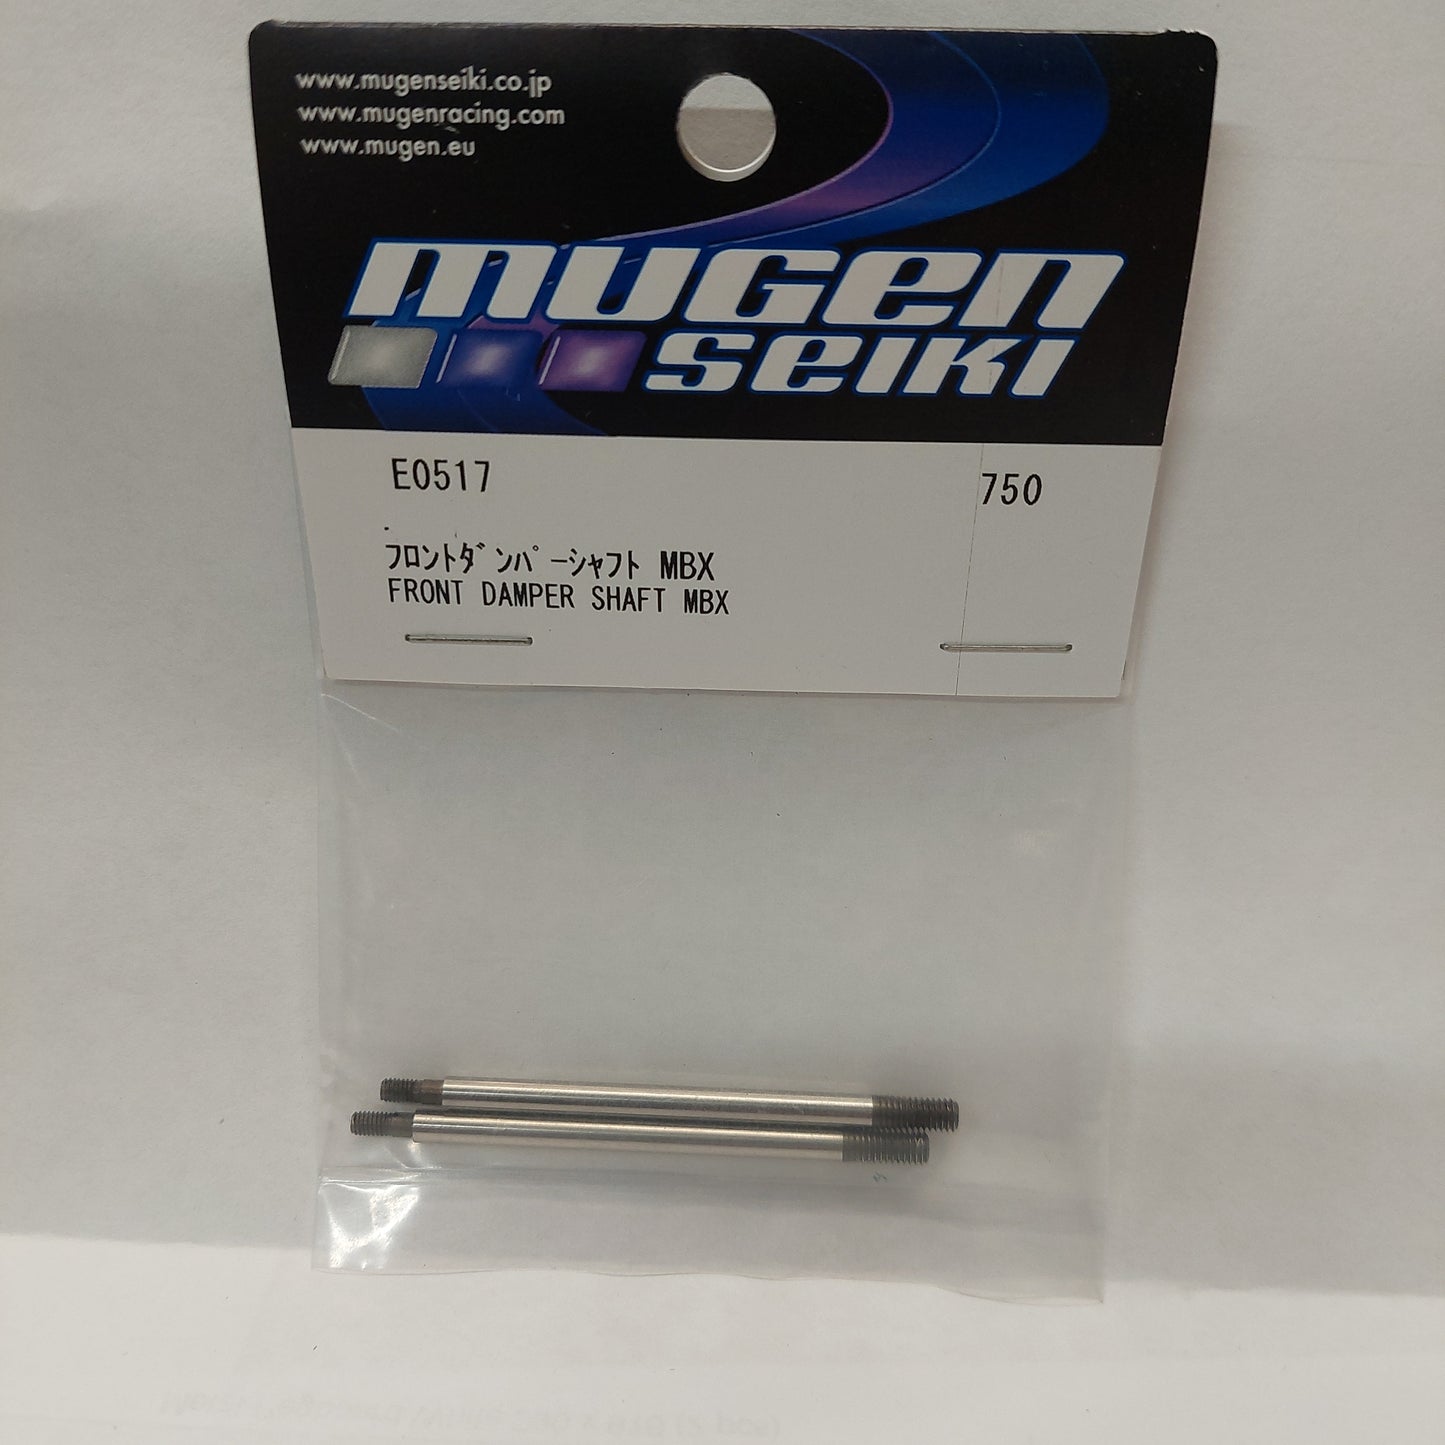 www.mugenseiki.co.jp
www.mugenracing.com
www.mugen.eu
mugen
seiki
E0517 750
フロントダンパーシャフト MBX
FRONT DAMPER SHAFT MBX